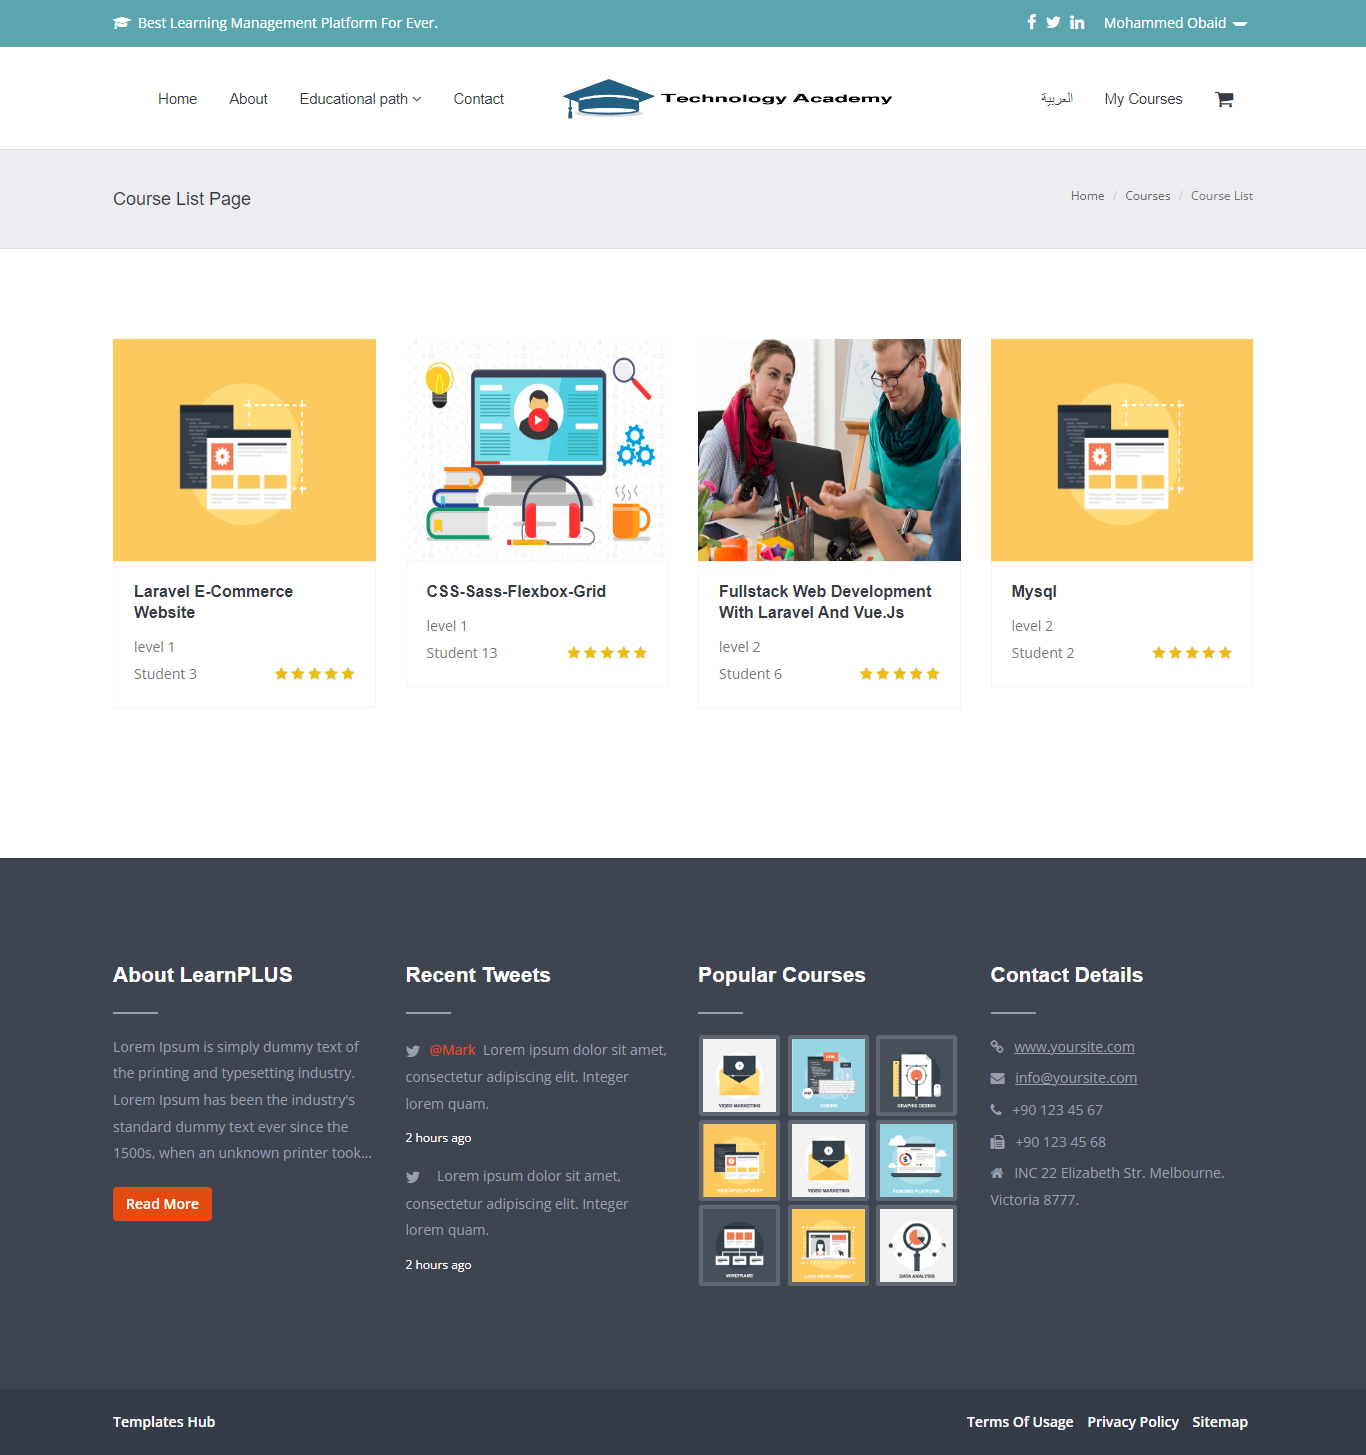 Best Learning Management Platform For Ever.
Mohammed Obaid
Home
About
Educational path
Contact
Technology Academy
العربية
My Courses
Course List Page
Home / Courses / Course List
Laravel E-Commerce
Website
level 1
Student 3
CSS-Sass-Flexbox-Grid
level 1
Student 13
Fullstack Web Development
With Laravel And Vue.Js
level 2
Student 6
Mysql
level 2
Student 2
About LearnPLUS
Lorem Ipsum is simply dummy text of
the printing and typesetting industry.
Lorem Ipsum has been the industry's
standard dummy text ever since the
1500s, when an unknown printer took...
Read More
Recent Tweets
@Mark Lorem ipsum dolor sit amet,
consectetur adipiscing elit. Integer
lorem quam.
2 hours ago
Lorem ipsum dolor sit amet,
consectetur adipiscing elit. Integer
lorem quam.
2 hours ago
Popular Courses
VIDEO MARKETING
CODING
GRAPHIC DESIGN
WEB DEVELOPMENT
VIDEO MARKETING
FUNDING PLATFORM
WIREFRAME
DATA ANALYSIS
Contact Details
www.yoursite.com
info@yoursite.com
+90 123 45 67
+90 123 45 68
INC 22 Elizabeth Str. Melbourne.
Victoria 8777.
Templates Hub
Terms Of Usage
Privacy Policy
Sitemap